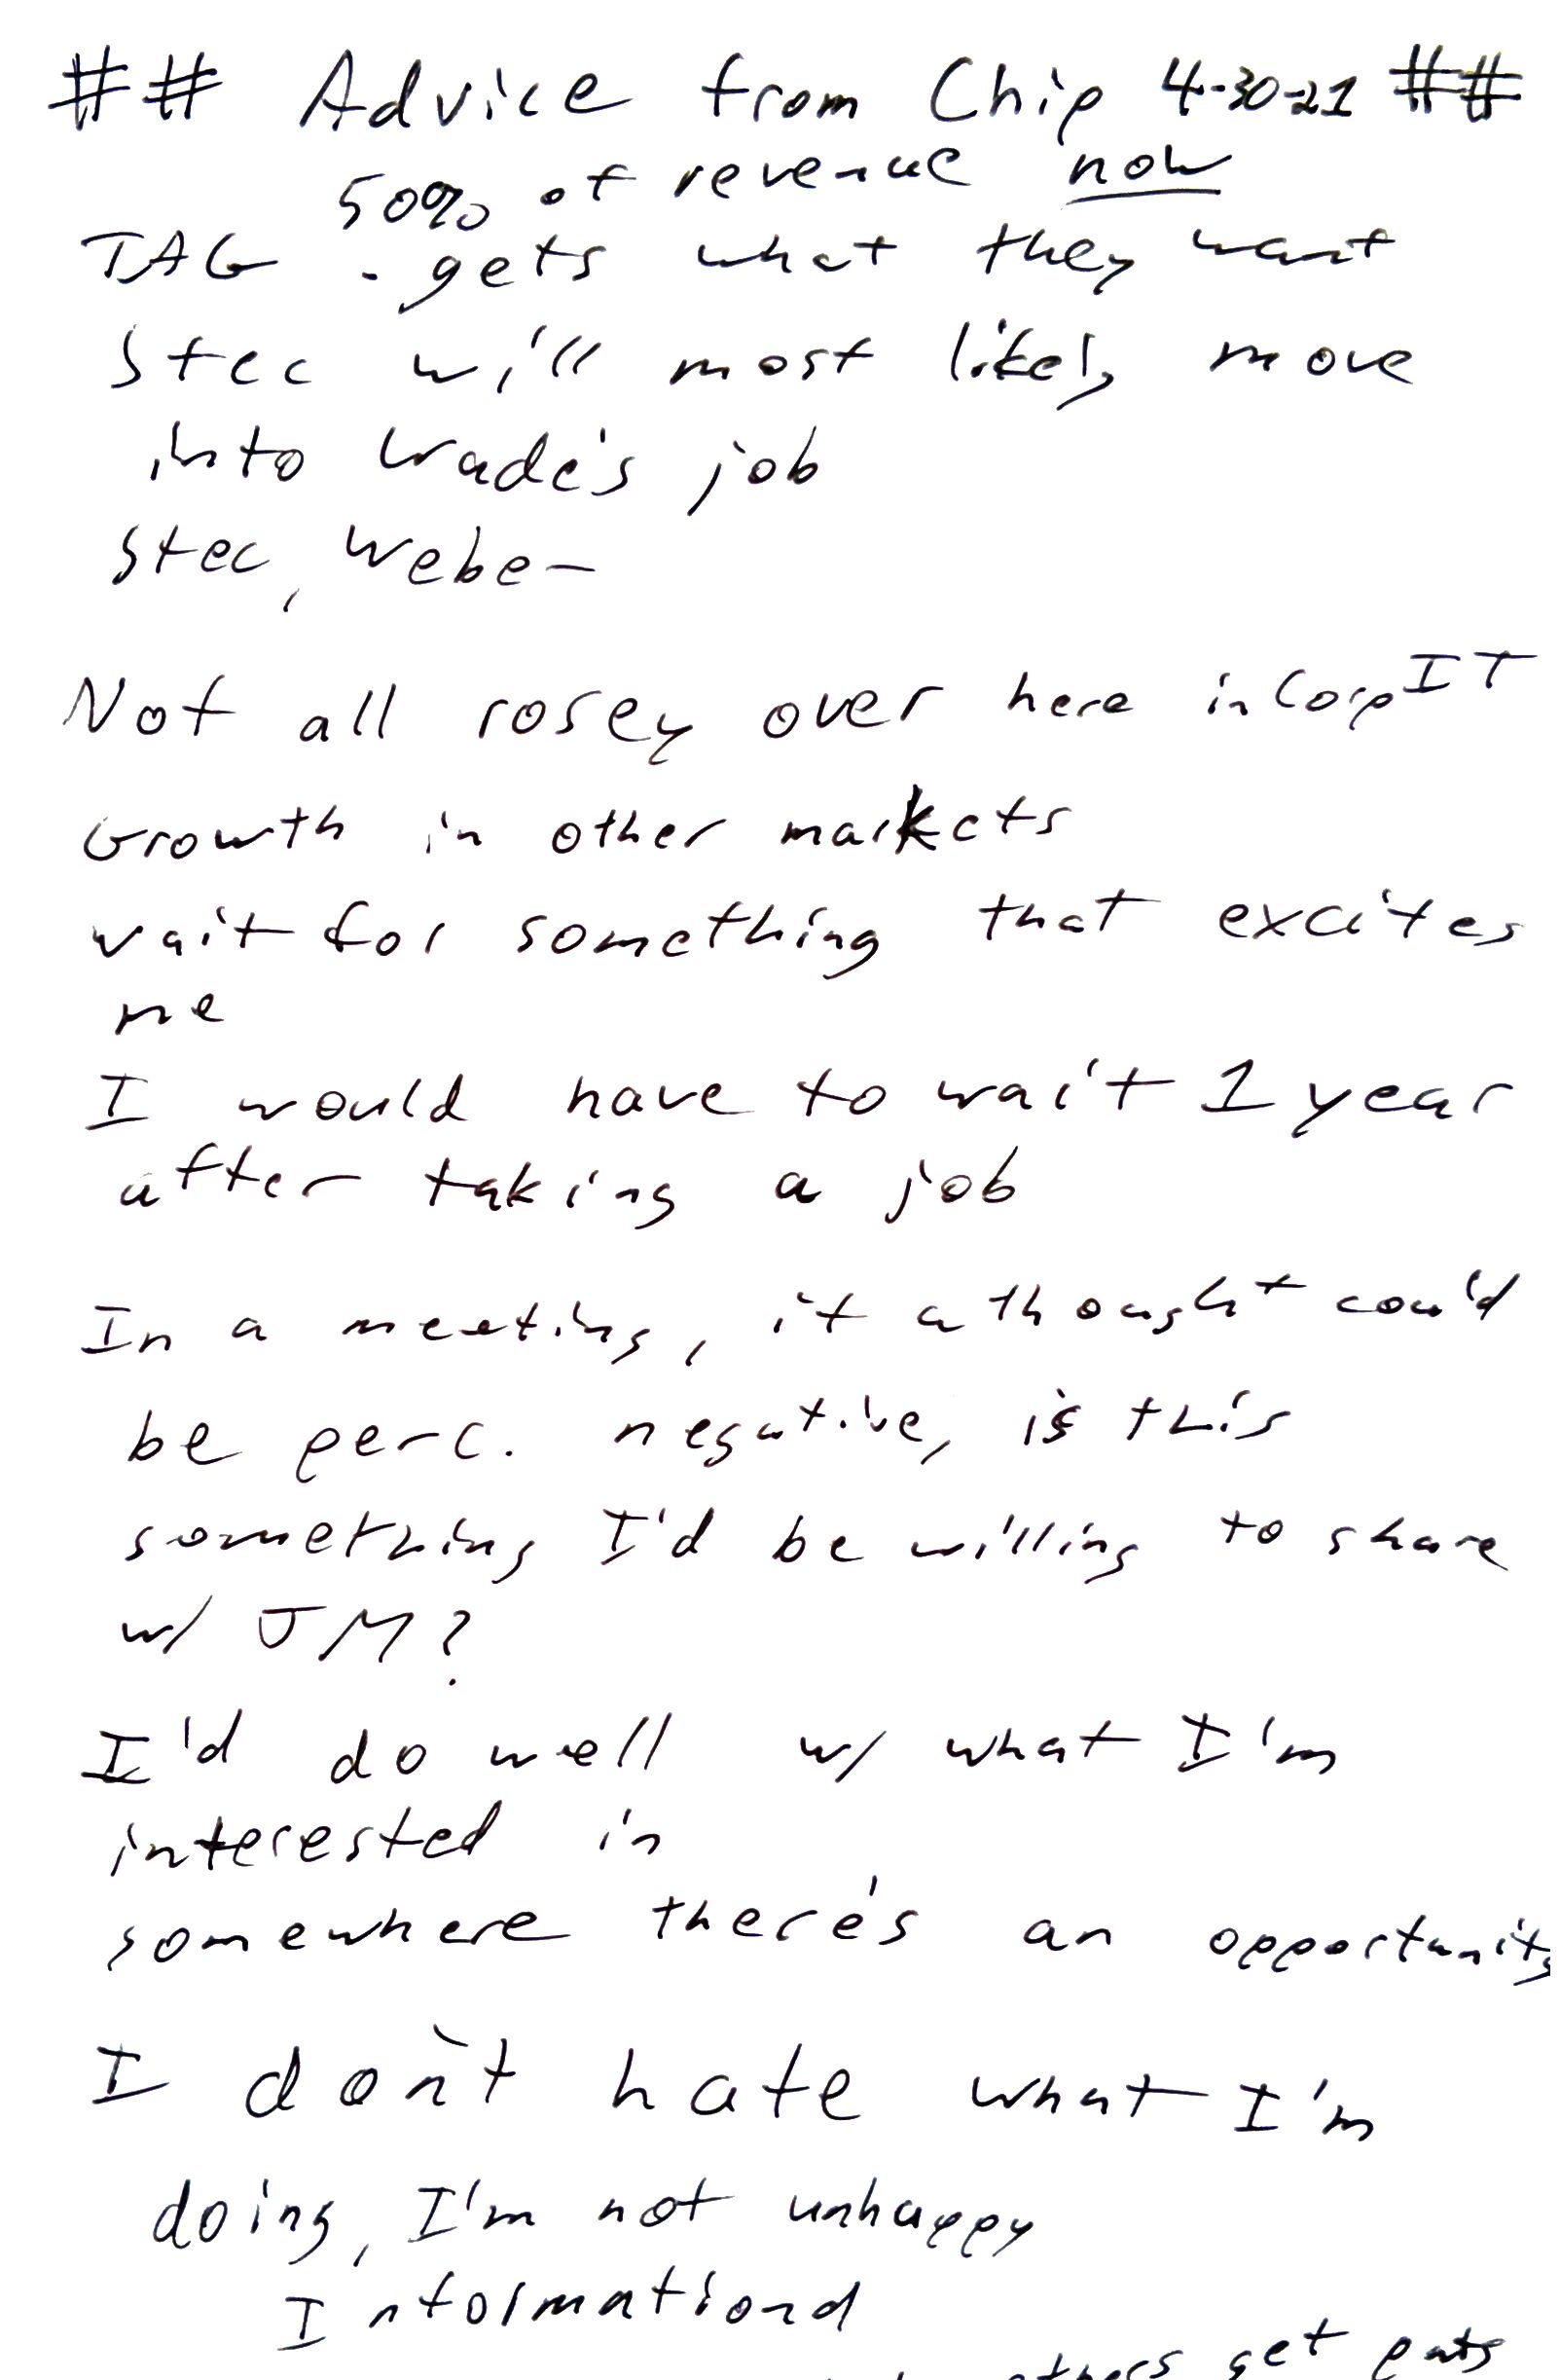 ## Advice from Chip 4-30-21 ##
50% of revenue now
TAG - gets what they want
Stec will most likely move
into Wade's job
Stec, Weber
Not all rosey over here in Corp IT
Growth in other markets
wait for something that excites
me
I would have to wait 1 year
after taking a job
In a meeting, if a thought could
be perc. negative, is this
something I'd be willing to share
w/ JM?
I'd do well w/ what I'm
interested in
somewhere there's an opportunity
I don't hate what I'm
doing, I'm not unhappy
Informationd
others get